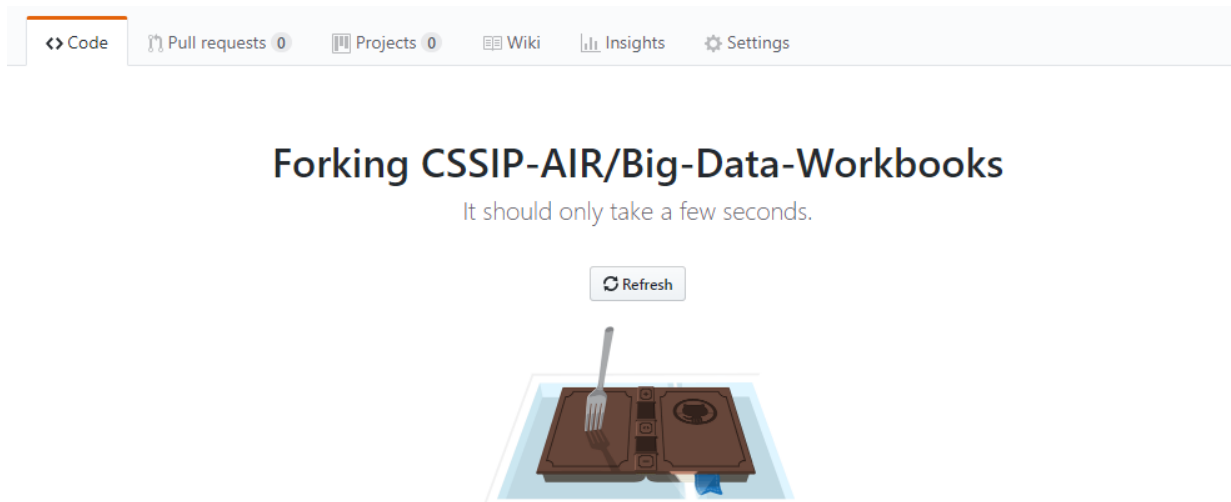 Code Pull requests 0 Projects 0 Wiki Insights Settings
Forking CSSIP-AIR/Big-Data-Workbooks
It should only take a few seconds.
Refresh